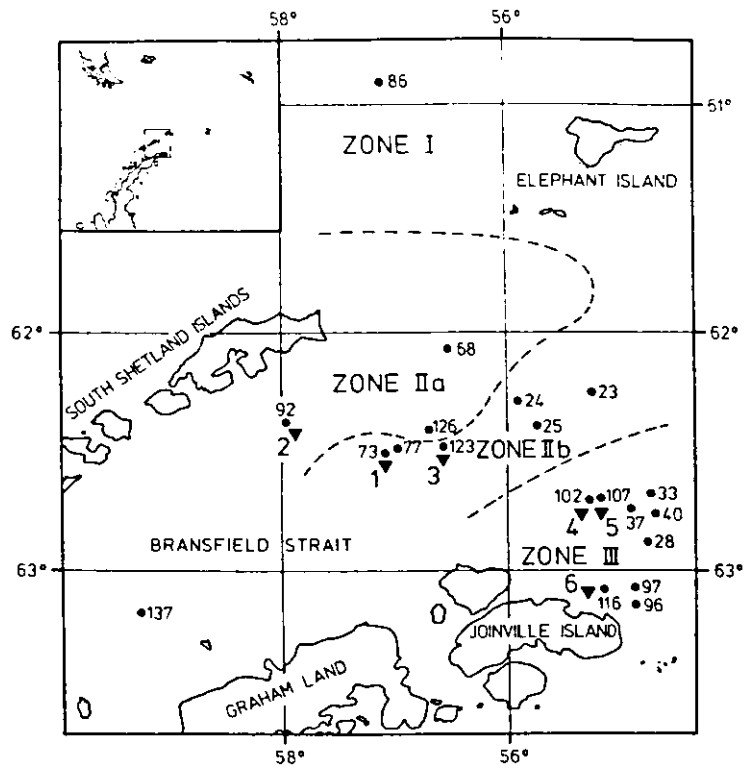 58° 56°
86
51°
ZONE I
ELEPHANT ISLAND
SOUTH SHETLAND ISLANDS
62° 62°
68
ZONE IIa
23
24
92
126
25
2
73 77 123 ZONE IIb
1 3
102 107 33
37 40
4 5
28
BRANSFIELD STRAIT
ZONE III
63° 63°
6 97
116 96
137
JOINVILLE ISLAND
GRAHAM LAND
58° 56°